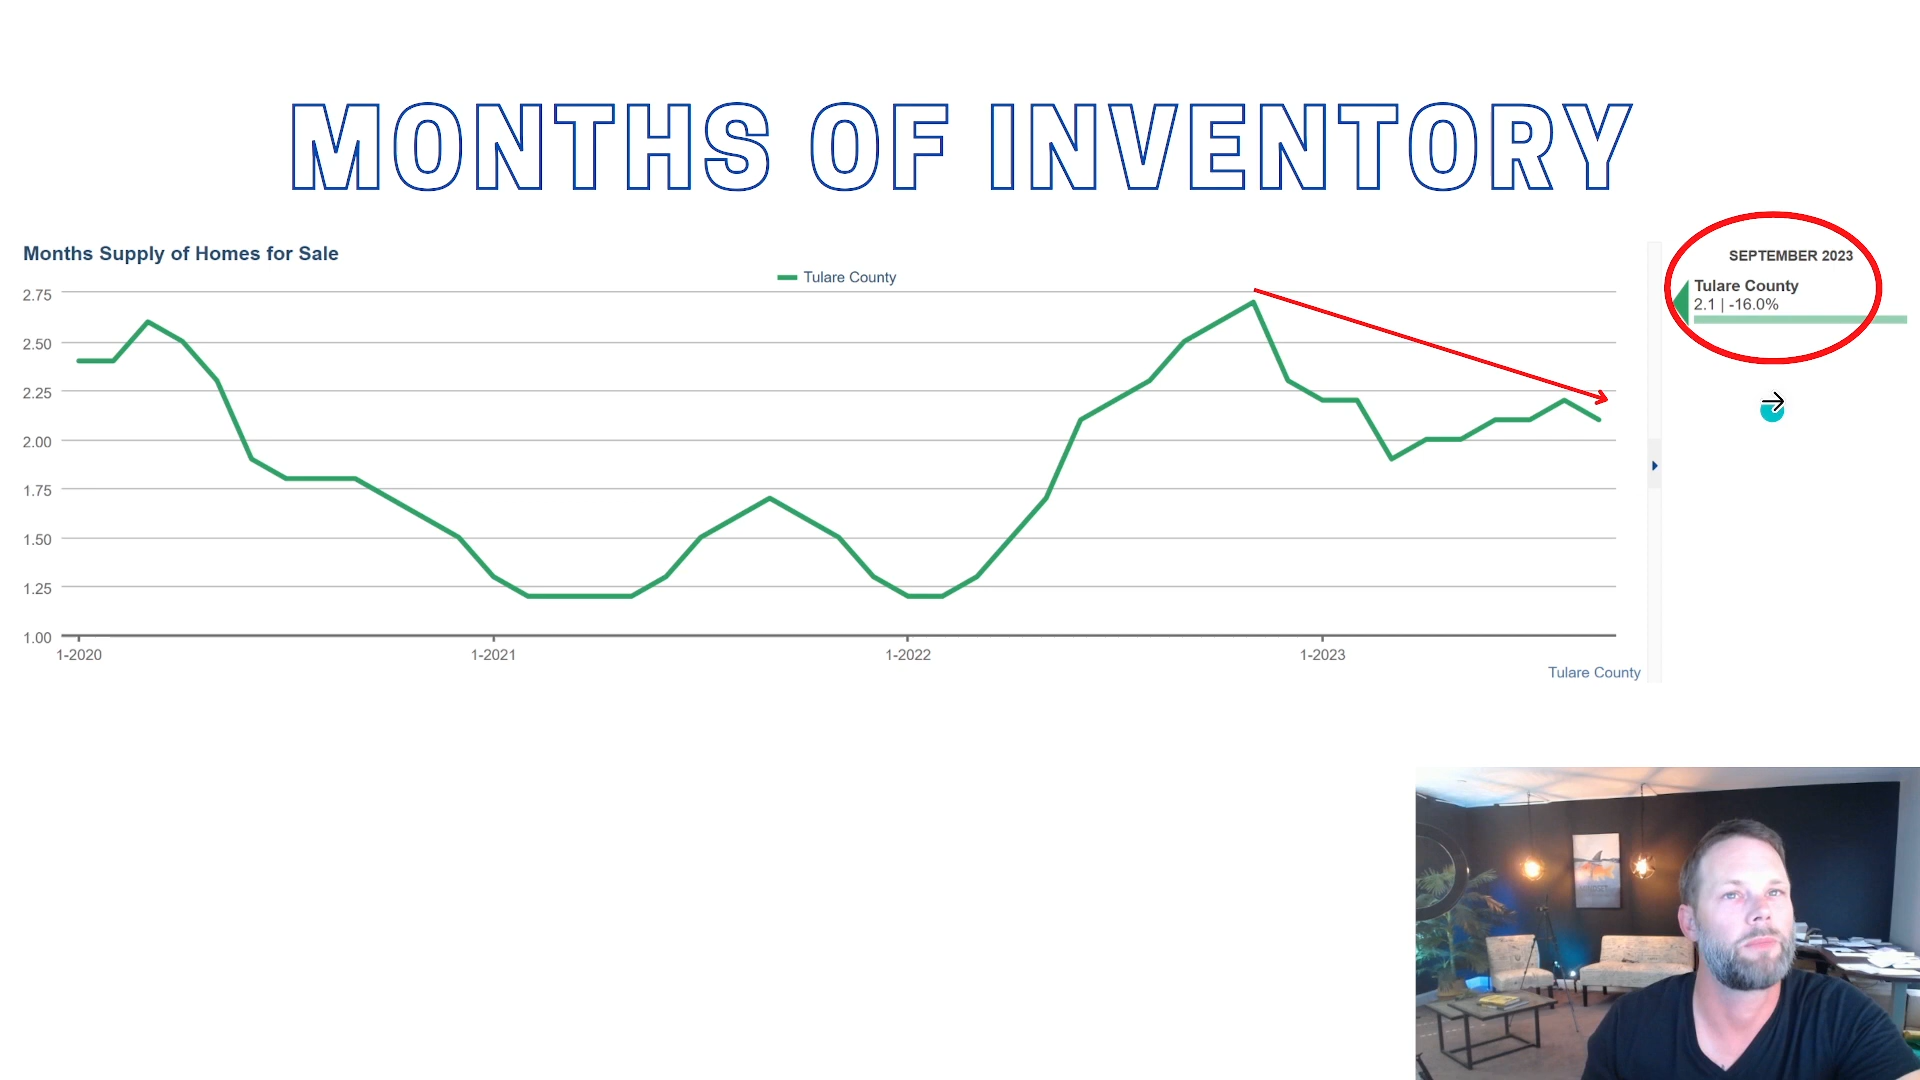 MONTHS OF INVENTORY
Months Supply of Homes for Sale
Tulare County
2.75
2.50
2.25
2.00
1.75
1.50
1.25
1.00
1-2020
1-2021
1-2022
1-2023
Tulare County
SEPTEMBER 2023
Tulare County
2.1 | -16.0%